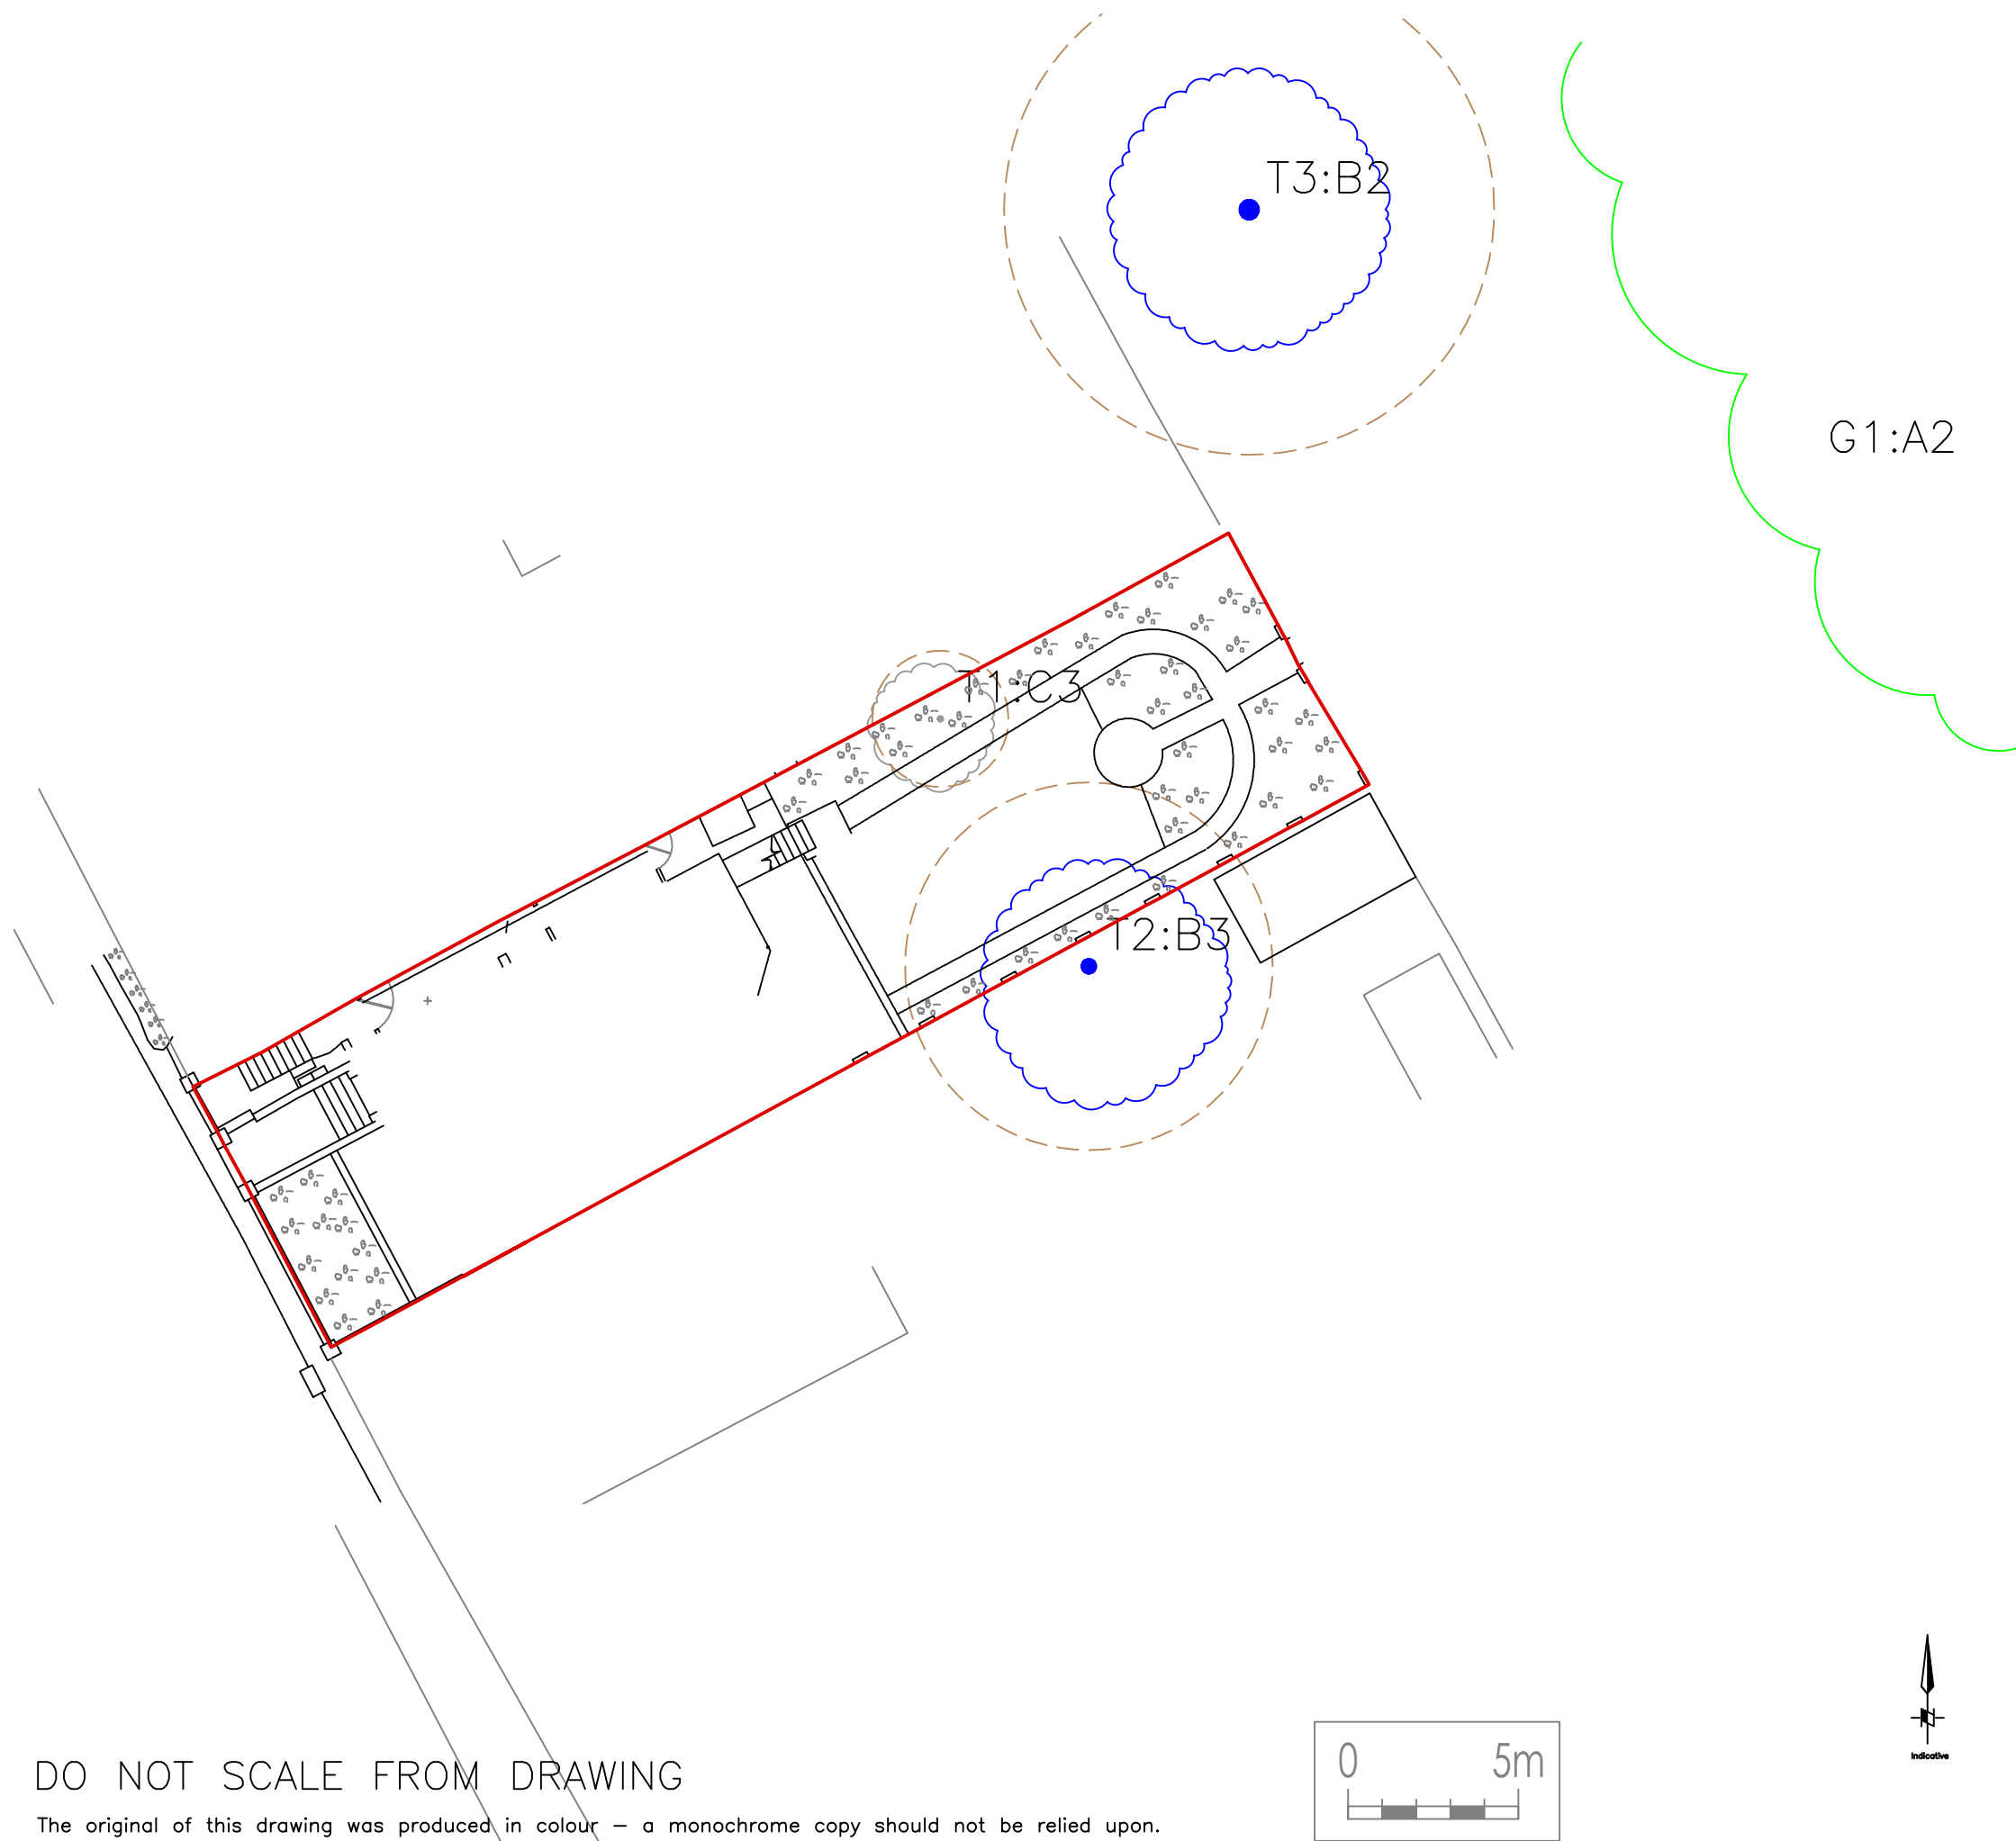 T3:B2
G1:A2
T1:C3
T2:B3
Indicative
0 5m
DO NOT SCALE FROM DRAWING
The original of this drawing was produced in colour – a monochrome copy should not be relied upon.